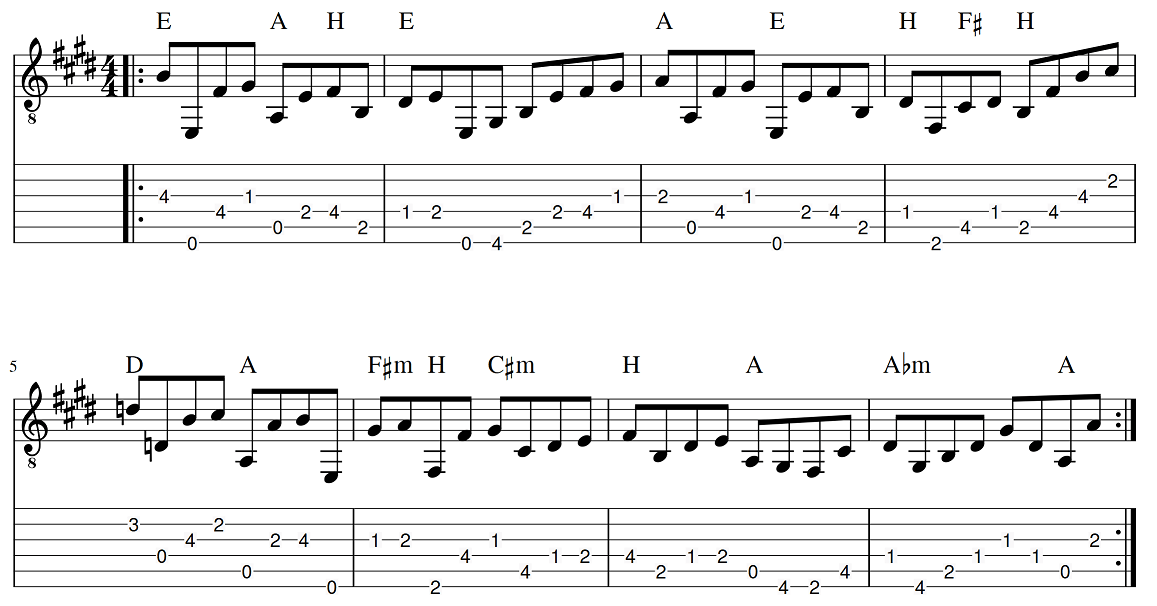 E A H E A E H F♯ H
4
4
8
2
4 1 1 2 1 4
4 2 4 1 2 2 4 4 2 4 1 1 4
0 2 2 0 2 4 2
0 0 4 0 2
5 D A F♯m H C♯m H A A♭m A
8
3 2
4 2 4 1 2 1 1 2
0 4 1 2 4 1 2 1 1 1
0 4 2 0 4 2 0
0 2 4 2 4